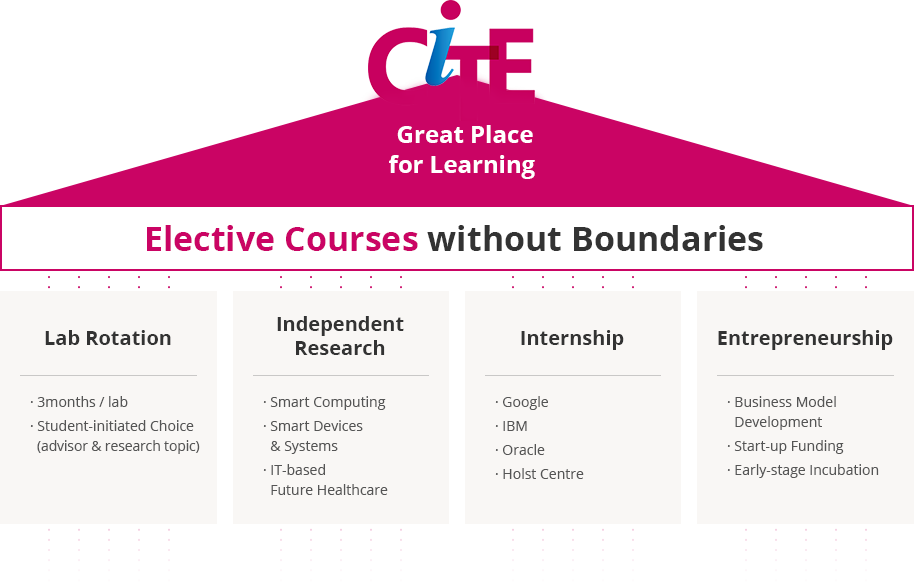 CiTE
Great Place
for Learning
Elective Courses without Boundaries
Lab Rotation
· 3months / lab
· Student-initiated Choice
(advisor & research topic)
Independent
Research
· Smart Computing
· Smart Devices
& Systems
· IT-based
Future Healthcare
Internship
· Google
· IBM
· Oracle
· Holst Centre
Entrepreneurship
· Business Model
Development
· Start-up Funding
· Early-stage Incubation